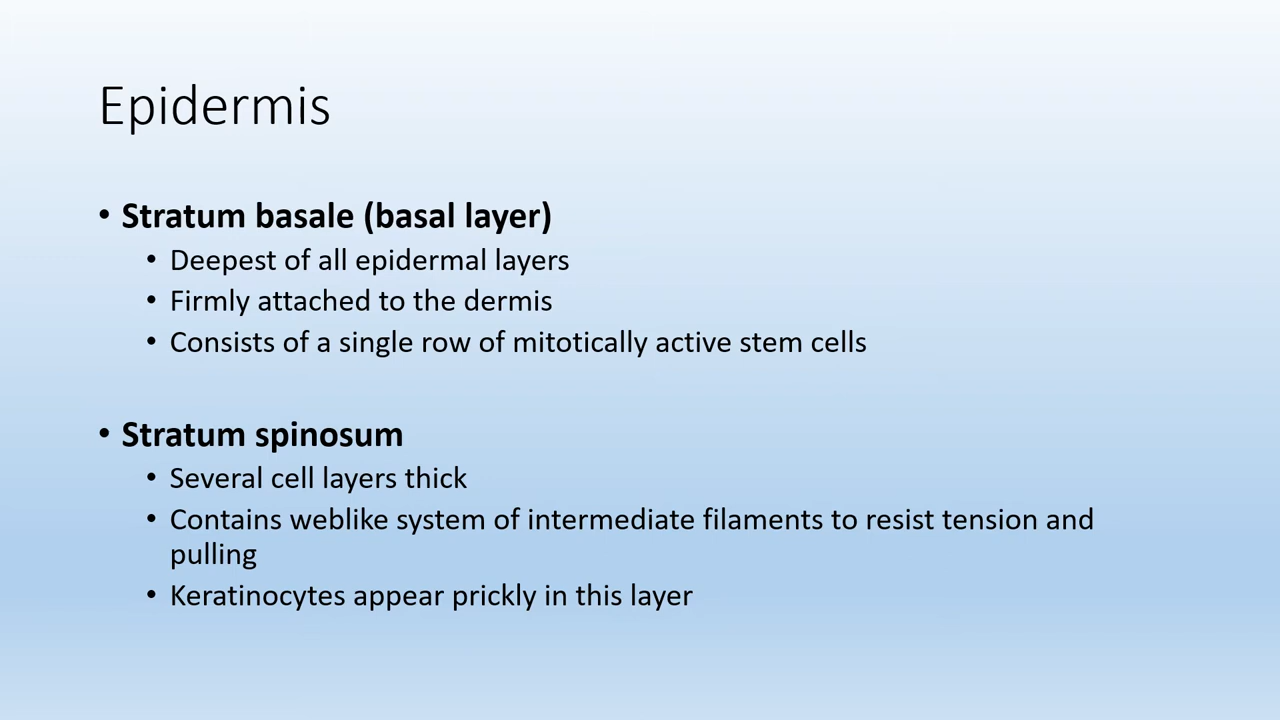 Epidermis
• Stratum basale (basal layer)
• Deepest of all epidermal layers
• Firmly attached to the dermis
• Consists of a single row of mitotically active stem cells
• Stratum spinosum
• Several cell layers thick
• Contains weblike system of intermediate filaments to resist tension and
pulling
• Keratinocytes appear prickly in this layer